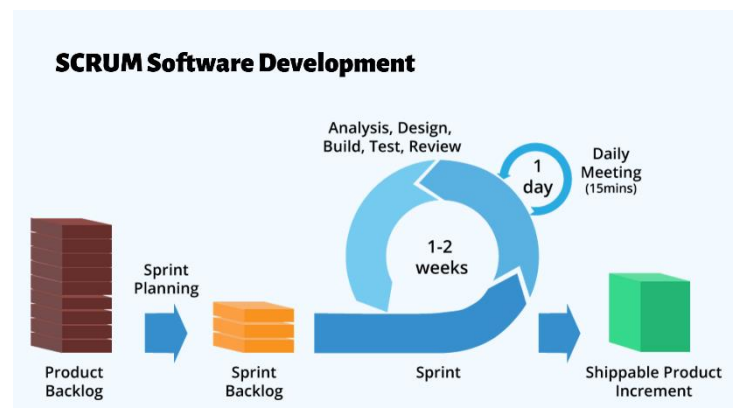 SCRUM Software Development
Analysis, Design,
Build, Test, Review
1
day
Daily
Meeting
(15mins)
1-2
weeks
Sprint
Planning
Product
Backlog
Sprint
Backlog
Sprint
Shippable Product
Increment